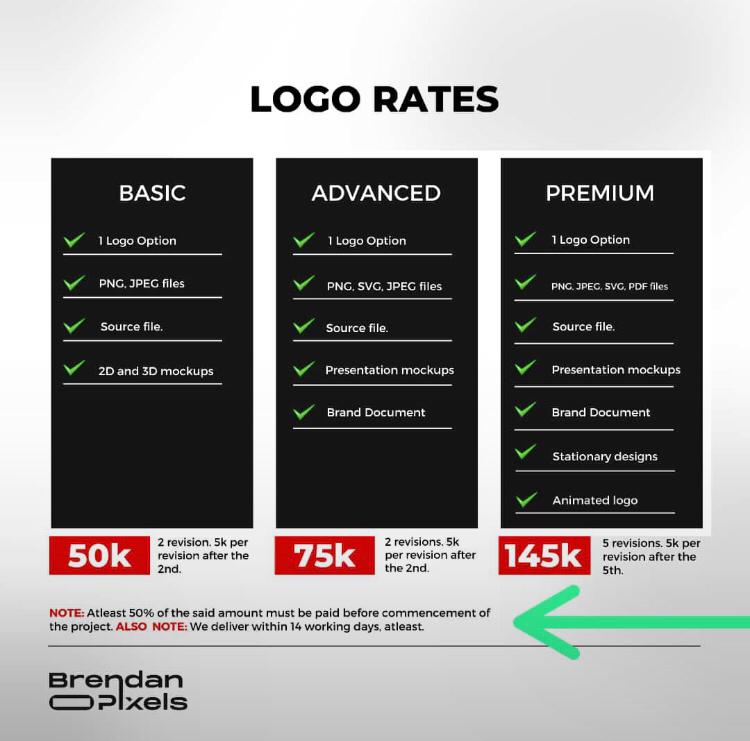 LOGO RATES
BASIC
1 Logo Option
PNG, JPEG files
Source file.
2D and 3D mockups
50k
2 revision. 5k per
revision after the
2nd.
ADVANCED
1 Logo Option
PNG, SVG, JPEG files
Source file.
Presentation mockups
Brand Document
75k
2 revisions. 5k
per revision after
the 2nd.
PREMIUM
1 Logo Option
PNG, JPEG, SVG, PDF files
Source file.
Presentation mockups
Brand Document
Stationary designs
Animated logo
145k
5 revisions. 5k per
revision after the
5th.
NOTE: Atleast 50% of the said amount must be paid before commencement of
the project. ALSO NOTE: We deliver within 14 working days, atleast.
Brendan
PIxels